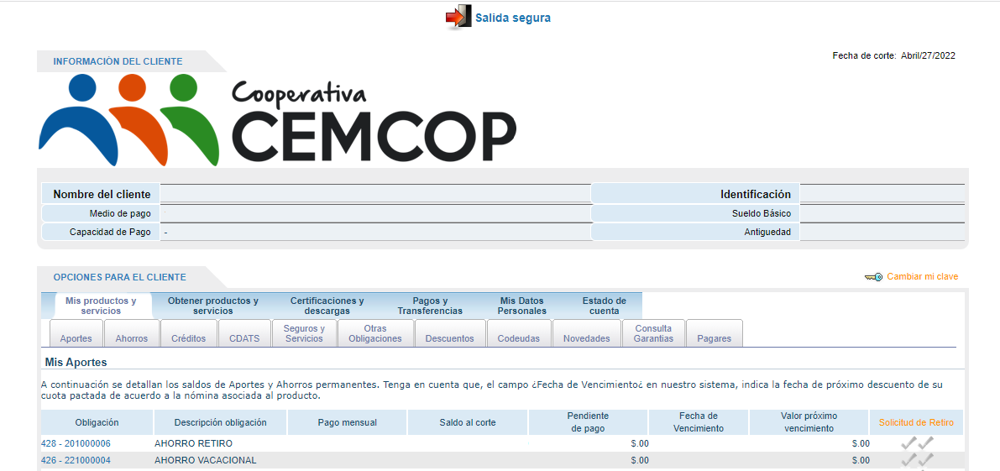 Salida segura
INFORMACIÓN DEL CLIENTE
Fecha de corte: Abril/27/2022
Cooperativa
CEMCOP
Nombre del cliente Identificación
Medio de pago Sueldo Básico
Capacidad de Pago - Antiguedad
OPCIONES PARA EL CLIENTE
Cambiar mi clave
Mis productos y servicios
Obtener productos y servicios
Certificaciones y descargas
Pagos y Transferencias
Mis Datos Personales
Estado de cuenta
Aportes
Ahorros
Créditos
CDATS
Seguros y Servicios
Otras Obligaciones
Descuentos
Codeudas
Novedades
Consulta Garantias
Pagares
Mis Aportes
A continuación se detallan los saldos de Aportes y Ahorros permanentes. Tenga en cuenta que, el campo ¿Fecha de Vencimiento¿ en nuestro sistema, indica la fecha de próximo descuento de su
cuota pactada de acuerdo a la nómina asociada al producto.
Obligación Descripción obligación Pago mensual Saldo al corte Pendiente de pago Fecha de Vencimiento Valor próximo vencimiento Solicitud de Retiro
428 - 201000006 AHORRO RETIRO $.00 $.00
426 - 221000004 AHORRO VACACIONAL $.00 $.00